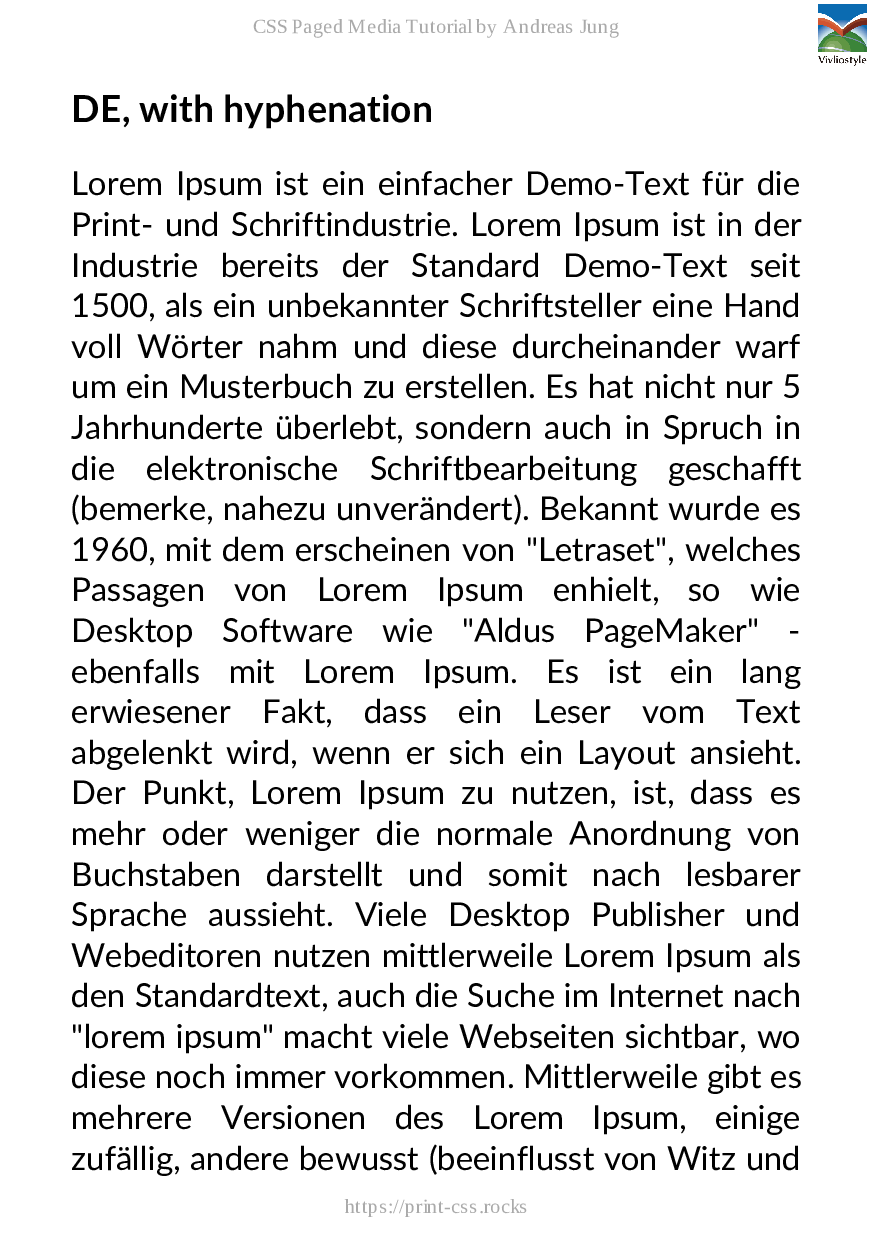 CSS Paged Media Tutorial by Andreas Jung
Vivliostyle
DE, with hyphenation
Lorem Ipsum ist ein einfacher Demo-Text für die
Print- und Schriftindustrie. Lorem Ipsum ist in der
Industrie bereits der Standard Demo-Text seit
1500, als ein unbekannter Schriftsteller eine Hand
voll Wörter nahm und diese durcheinander warf
um ein Musterbuch zu erstellen. Es hat nicht nur 5
Jahrhunderte überlebt, sondern auch in Spruch in
die elektronische Schriftbearbeitung geschafft
(bemerke, nahezu unverändert). Bekannt wurde es
1960, mit dem erscheinen von "Letraset", welches
Passagen von Lorem Ipsum enhielt, so wie
Desktop Software wie "Aldus PageMaker" -
ebenfalls mit Lorem Ipsum. Es ist ein lang
erwiesener Fakt, dass ein Leser vom Text
abgelenkt wird, wenn er sich ein Layout ansieht.
Der Punkt, Lorem Ipsum zu nutzen, ist, dass es
mehr oder weniger die normale Anordnung von
Buchstaben darstellt und somit nach lesbarer
Sprache aussieht. Viele Desktop Publisher und
Webeditoren nutzen mittlerweile Lorem Ipsum als
den Standardtext, auch die Suche im Internet nach
"lorem ipsum" macht viele Webseiten sichtbar, wo
diese noch immer vorkommen. Mittlerweile gibt es
mehrere Versionen des Lorem Ipsum, einige
zufällig, andere bewusst (beeinflusst von Witz und
https://print-css.rocks